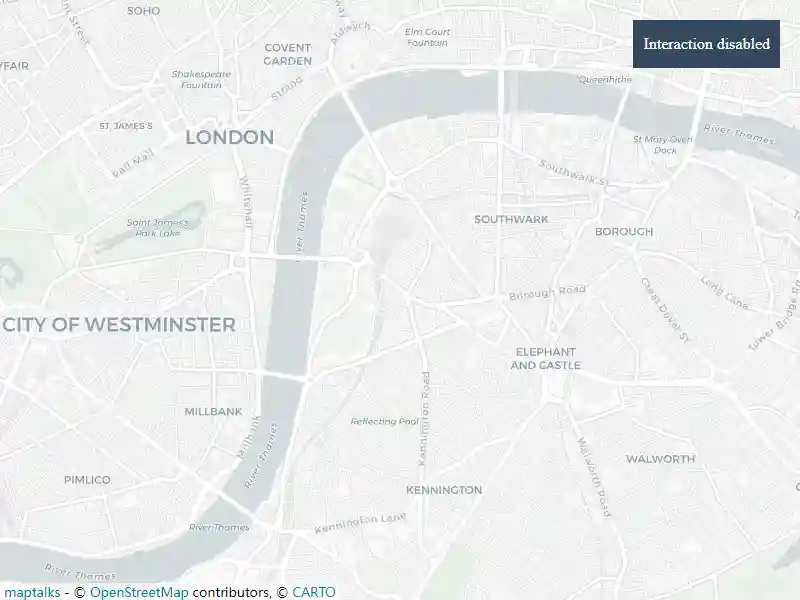 SOHO
Elm Court
Fountain
Aldwych
Interaction disabled
COVENT
GARDEN
Shakespeare
Fountain
Strand
Queenhithe
ST. JAMES'S
LONDON
Pall Mall
St Mary Overi
Dock
River Thames
Southwark St
Whitehall
River Thames
Saint James's
Park Lake
SOUTHWARK
BOROUGH
Borough Road
Great Dover St
Long Lane
Tower Bridge Rd
CITY OF WESTMINSTER
ELEPHANT
AND CASTLE
MILLBANK
Millbank
River Thames
Reflecting Pool
Kennington Road
Walworth Road
WALWORTH
PIMLICO
KENNINGTON
River Thames
Kennington Lane
River Thames
maptalks - © OpenStreetMap contributors, © CARTO